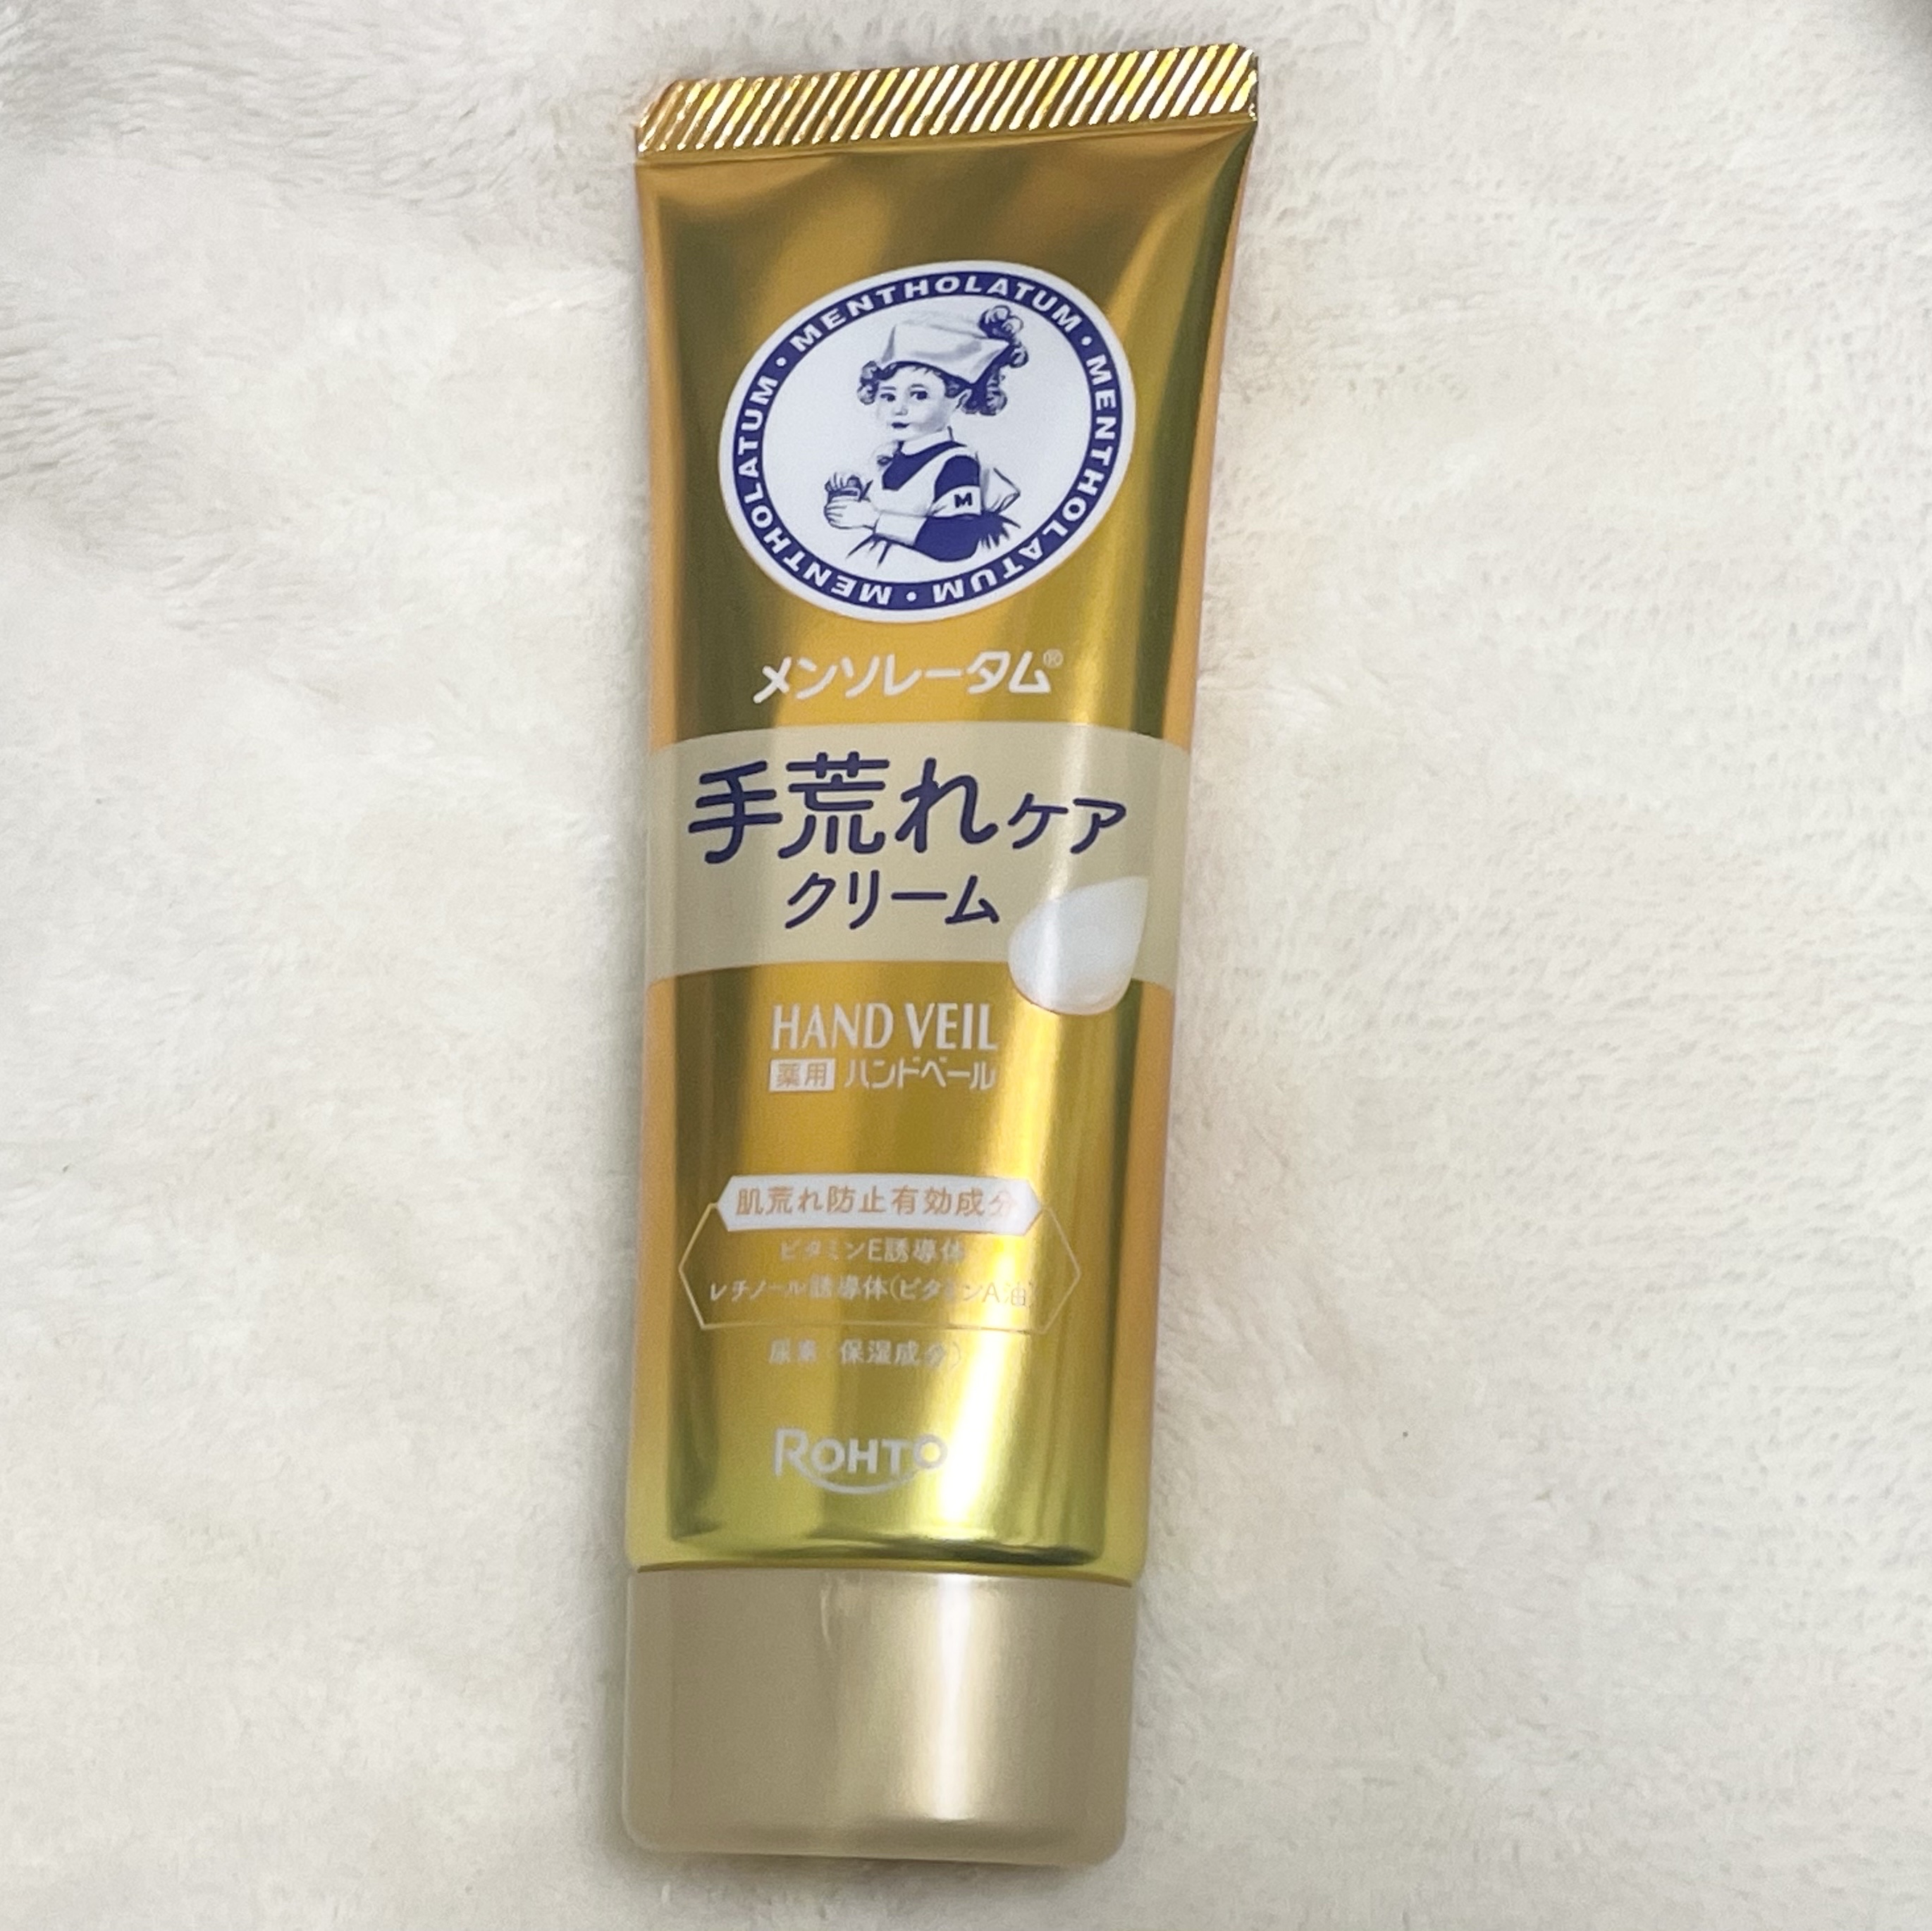 MENTHOLATUM・MENTHOLATUM・MENTHOLATUM・MENTHOLATUM・
M
メンソレータム®
手荒れケア
クリーム
HAND VEIL
薬用 ハンドベール
肌荒れ防止有効成分
ビタミンE誘導体
レチノール誘導体(ビタミンA油)
尿素(保湿成分)
ROHTO